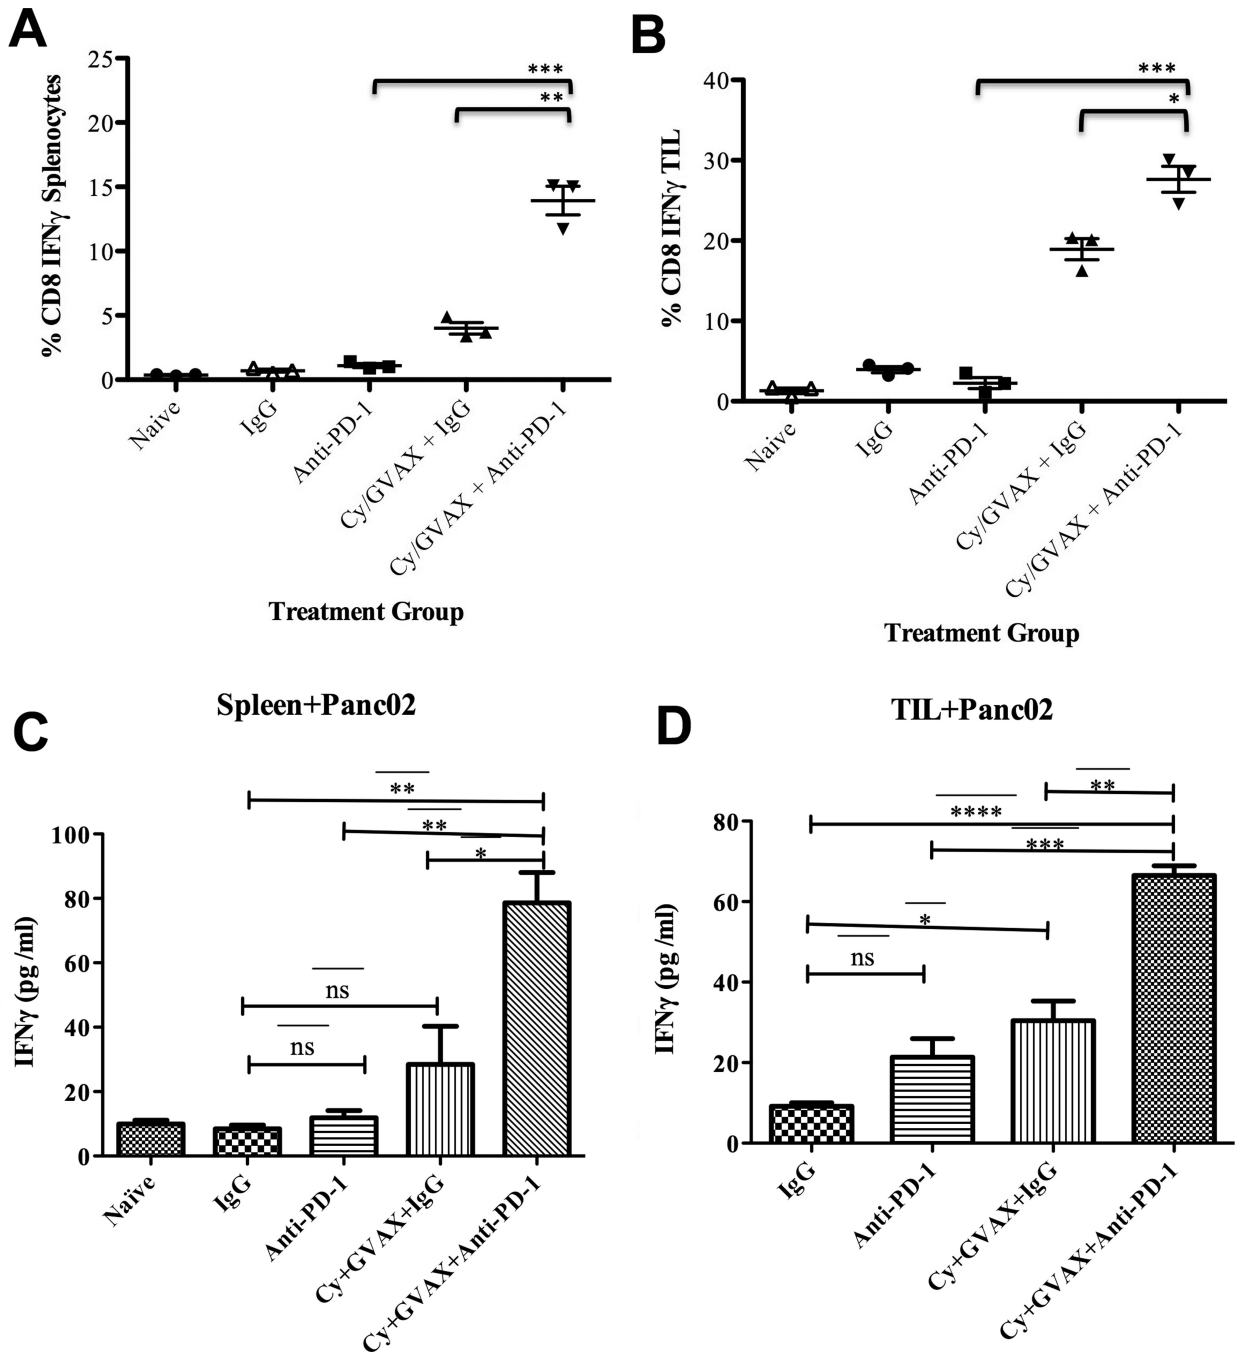 A
% CD8 IFNγ Splenocytes
25
20
15
10
5
0
***
**
Naive
IgG
Anti-PD-1
Cy/GVAX + IgG
Cy/GVAX + Anti-PD-1
Treatment Group
B
% CD8 IFNγ TIL
40
30
20
10
0
***
*
Naive
IgG
Anti-PD-1
Cy/GVAX + IgG
Cy/GVAX + Anti-PD-1
Treatment Group
C
Spleen+Panc02
IFNγ (pg /ml)
100
80
60
40
20
0
**
**
*
ns
ns
Naïve
IgG
Anti-PD-1
Cy+GVAX+IgG
Cy+GVAX+Anti-PD-1
D
TIL+Panc02
IFNγ (pg /ml)
80
60
40
20
0
**
****
***
*
ns
IgG
Anti-PD-1
Cy+GVAX+IgG
Cy+GVAX+Anti-PD-1